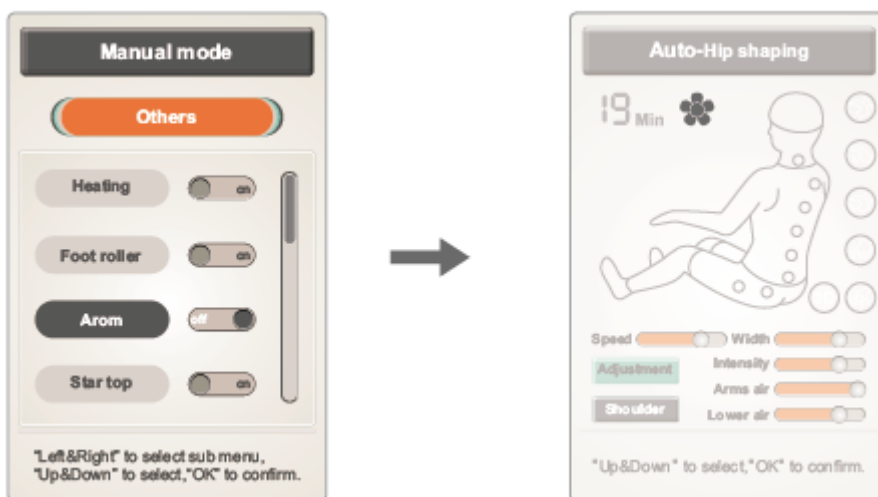 Manual mode
Others
Heating on
Foot roller on
Arom off
Star top on
"Left&Right" to select sub menu,
"Up&Down" to select,"OK" to confirm.
Auto-Hip shaping
19 Min
Speed Width
Adjustment Intensity
Arms air
Shoulder Lower air
"Up&Down" to select,"OK" to confirm.